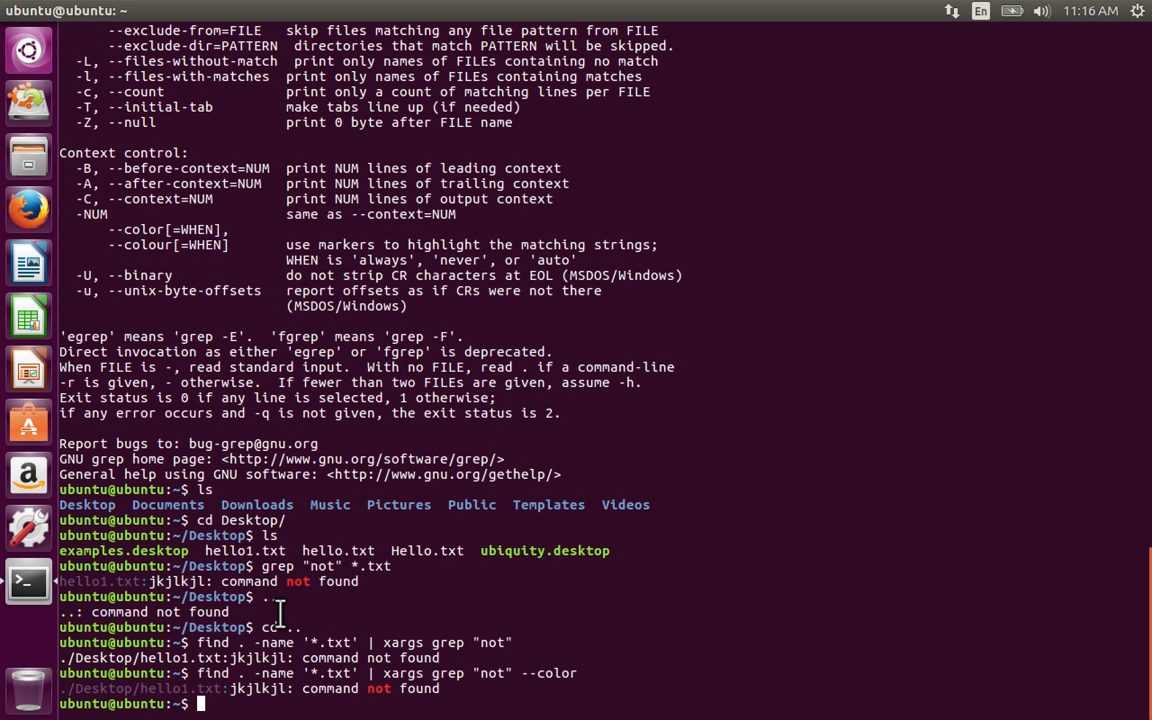 ubuntu@ubuntu: ~
En
11:16 AM
--exclude-from=FILE   skip files matching any file pattern from FILE
--exclude-dir=PATTERN  directories that match PATTERN will be skipped.
-L, --files-without-match  print only names of FILEs containing no match
-l, --files-with-matches  print only names of FILEs containing matches
-c, --count               print only a count of matching lines per FILE
-T, --initial-tab         make tabs line up (if needed)
-Z, --null                print 0 byte after FILE name
Context control:
-B, --before-context=NUM  print NUM lines of leading context
-A, --after-context=NUM   print NUM lines of trailing context
-C, --context=NUM         print NUM lines of output context
-NUM                      same as --context=NUM
--color[=WHEN],
--colour[=WHEN]       use markers to highlight the matching strings;
WHEN is 'always', 'never', or 'auto'
-U, --binary              do not strip CR characters at EOL (MSDOS/Windows)
-u, --unix-byte-offsets   report offsets as if CRs were not there
(MSDOS/Windows)
'egrep' means 'grep -E'.  'fgrep' means 'grep -F'.
Direct invocation as either 'egrep' or 'fgrep' is deprecated.
When FILE is -, read standard input.  With no FILE, read . if a command-line
-r is given, - otherwise.  If fewer than two FILEs are given, assume -h.
Exit status is 0 if any line is selected, 1 otherwise;
if any error occurs and -q is not given, the exit status is 2.
Report bugs to: bug-grep@gnu.org
GNU grep home page: <http://www.gnu.org/software/grep/>
General help using GNU software: <http://www.gnu.org/gethelp/>
ubuntu@ubuntu:~$ ls
Desktop  Documents  Downloads  Music  Pictures  Public  Templates  Videos
ubuntu@ubuntu:~$ cd Desktop/
ubuntu@ubuntu:~/Desktop$ ls
examples.desktop  hello1.txt  hello.txt  Hello.txt  ubiquity.desktop
ubuntu@ubuntu:~/Desktop$ grep "not" *.txt
hello1.txt:jkjlkjl: command not found
ubuntu@ubuntu:~/Desktop$ ..
..: command not found
ubuntu@ubuntu:~/Desktop$ cd ..
ubuntu@ubuntu:~$ find . -name '*.txt' | xargs grep "not"
./Desktop/hello1.txt:jkjlkjl: command not found
ubuntu@ubuntu:~$ find . -name '*.txt' | xargs grep "not" --color
./Desktop/hello1.txt:jkjlkjl: command not found
ubuntu@ubuntu:~$